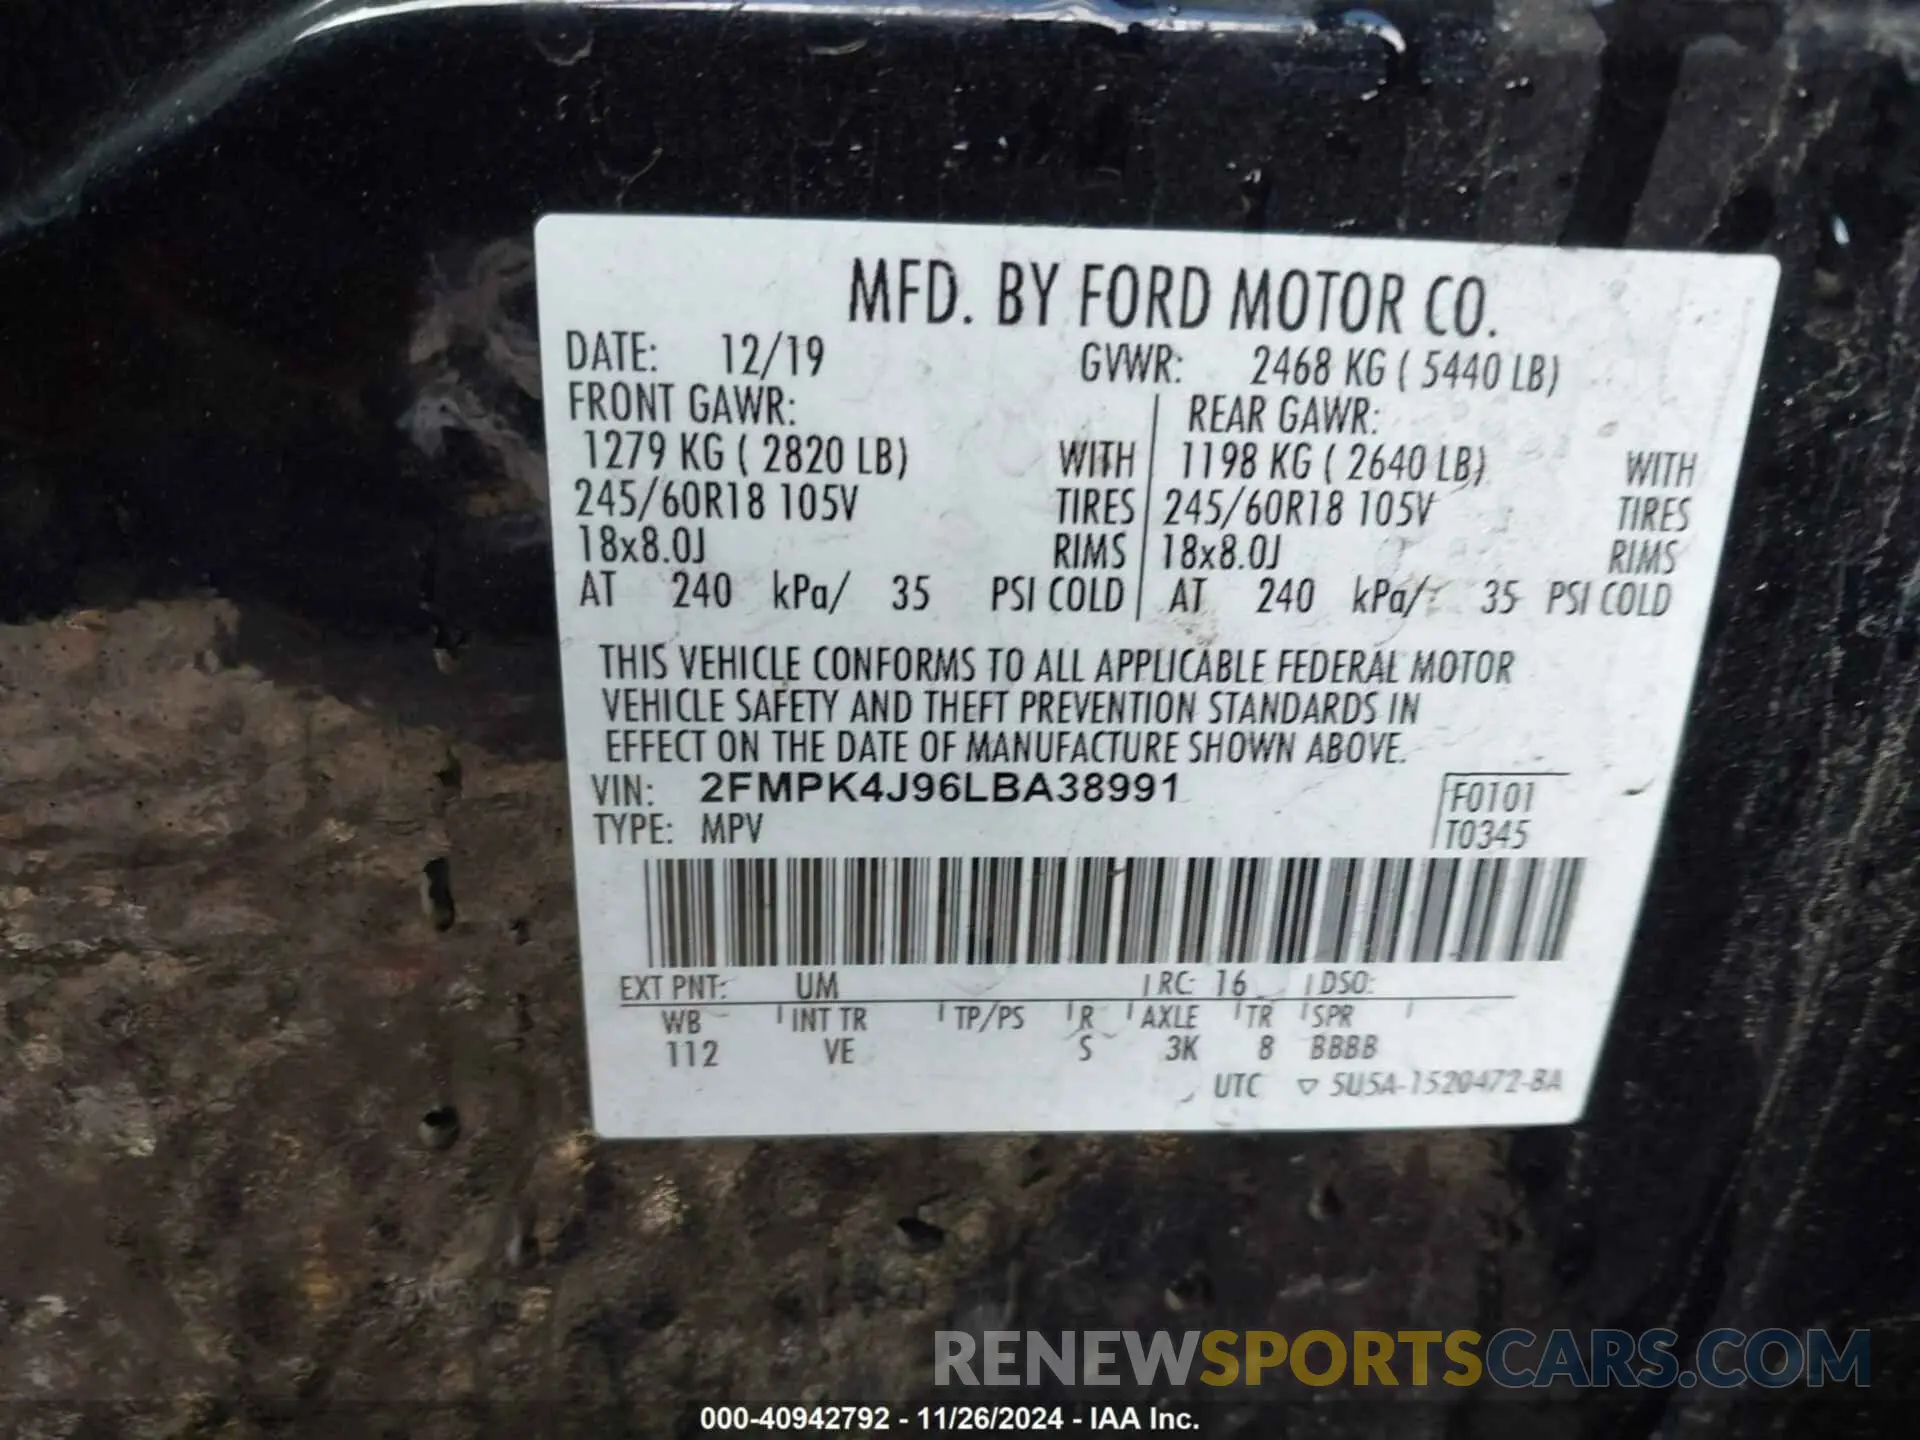 MFD. BY FORD MOTOR CO.
DATE: 12/19 GVWR: 2468 KG ( 5440 LB)
FRONT GAWR: REAR GAWR:
1279 KG ( 2820 LB) WITH 1198 KG ( 2640 LB) WITH
245/60R18 105V TIRES 245/60R18 105V TIRES
18x8.0J RIMS 18x8.0J RIMS
AT 240 kPa/ 35 PSI COLD AT 240 kPa/ 35 PSI COLD
THIS VEHICLE CONFORMS TO ALL APPLICABLE FEDERAL MOTOR
VEHICLE SAFETY AND THEFT PREVENTION STANDARDS IN
EFFECT ON THE DATE OF MANUFACTURE SHOWN ABOVE.
VIN: 2FMPK4J96LBA38991 F0101
TYPE: MPV T0345
EXT PNT: UM RC: 16 DSO:
WB INT TR TP/PS R AXLE TR SPR
112 VE S 3K 8 BBBB
UTC ▽ 5U5A-1520472-BA
RENEWSPORTSCARS.COM
000-40942792 - 11/26/2024 - IAA Inc.